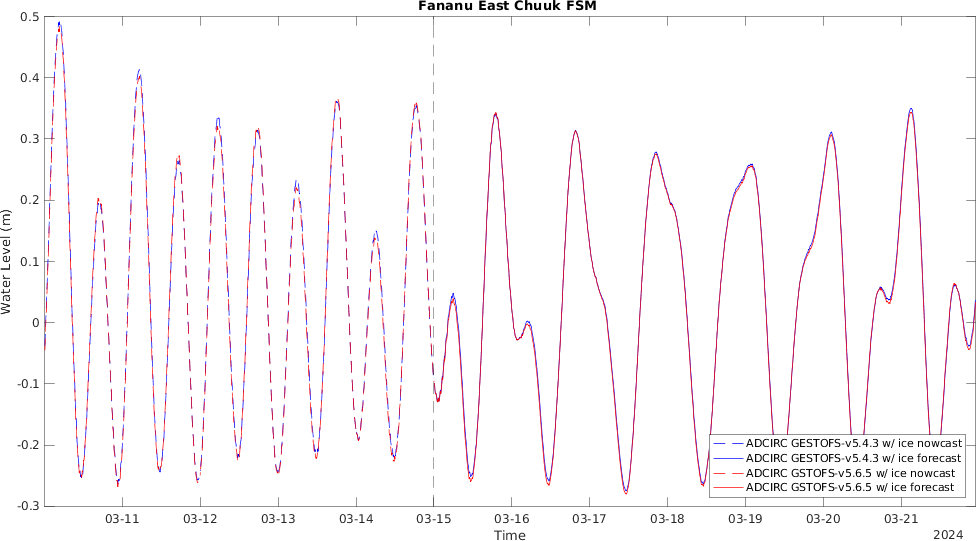 Fananu East Chuuk FSM
Water Level (m)
0.5
0.4
0.3
0.2
0.1
0
-0.1
-0.2
-0.3
ADCIRC GESTOFS-v5.4.3 w/ ice nowcast
ADCIRC GESTOFS-v5.4.3 w/ ice forecast
ADCIRC GSTOFS-v5.6.5 w/ ice nowcast
ADCIRC GSTOFS-v5.6.5 w/ ice forecast
03-11 03-12 03-13 03-14 03-15 03-16 03-17 03-18 03-19 03-20 03-21
Time
2024